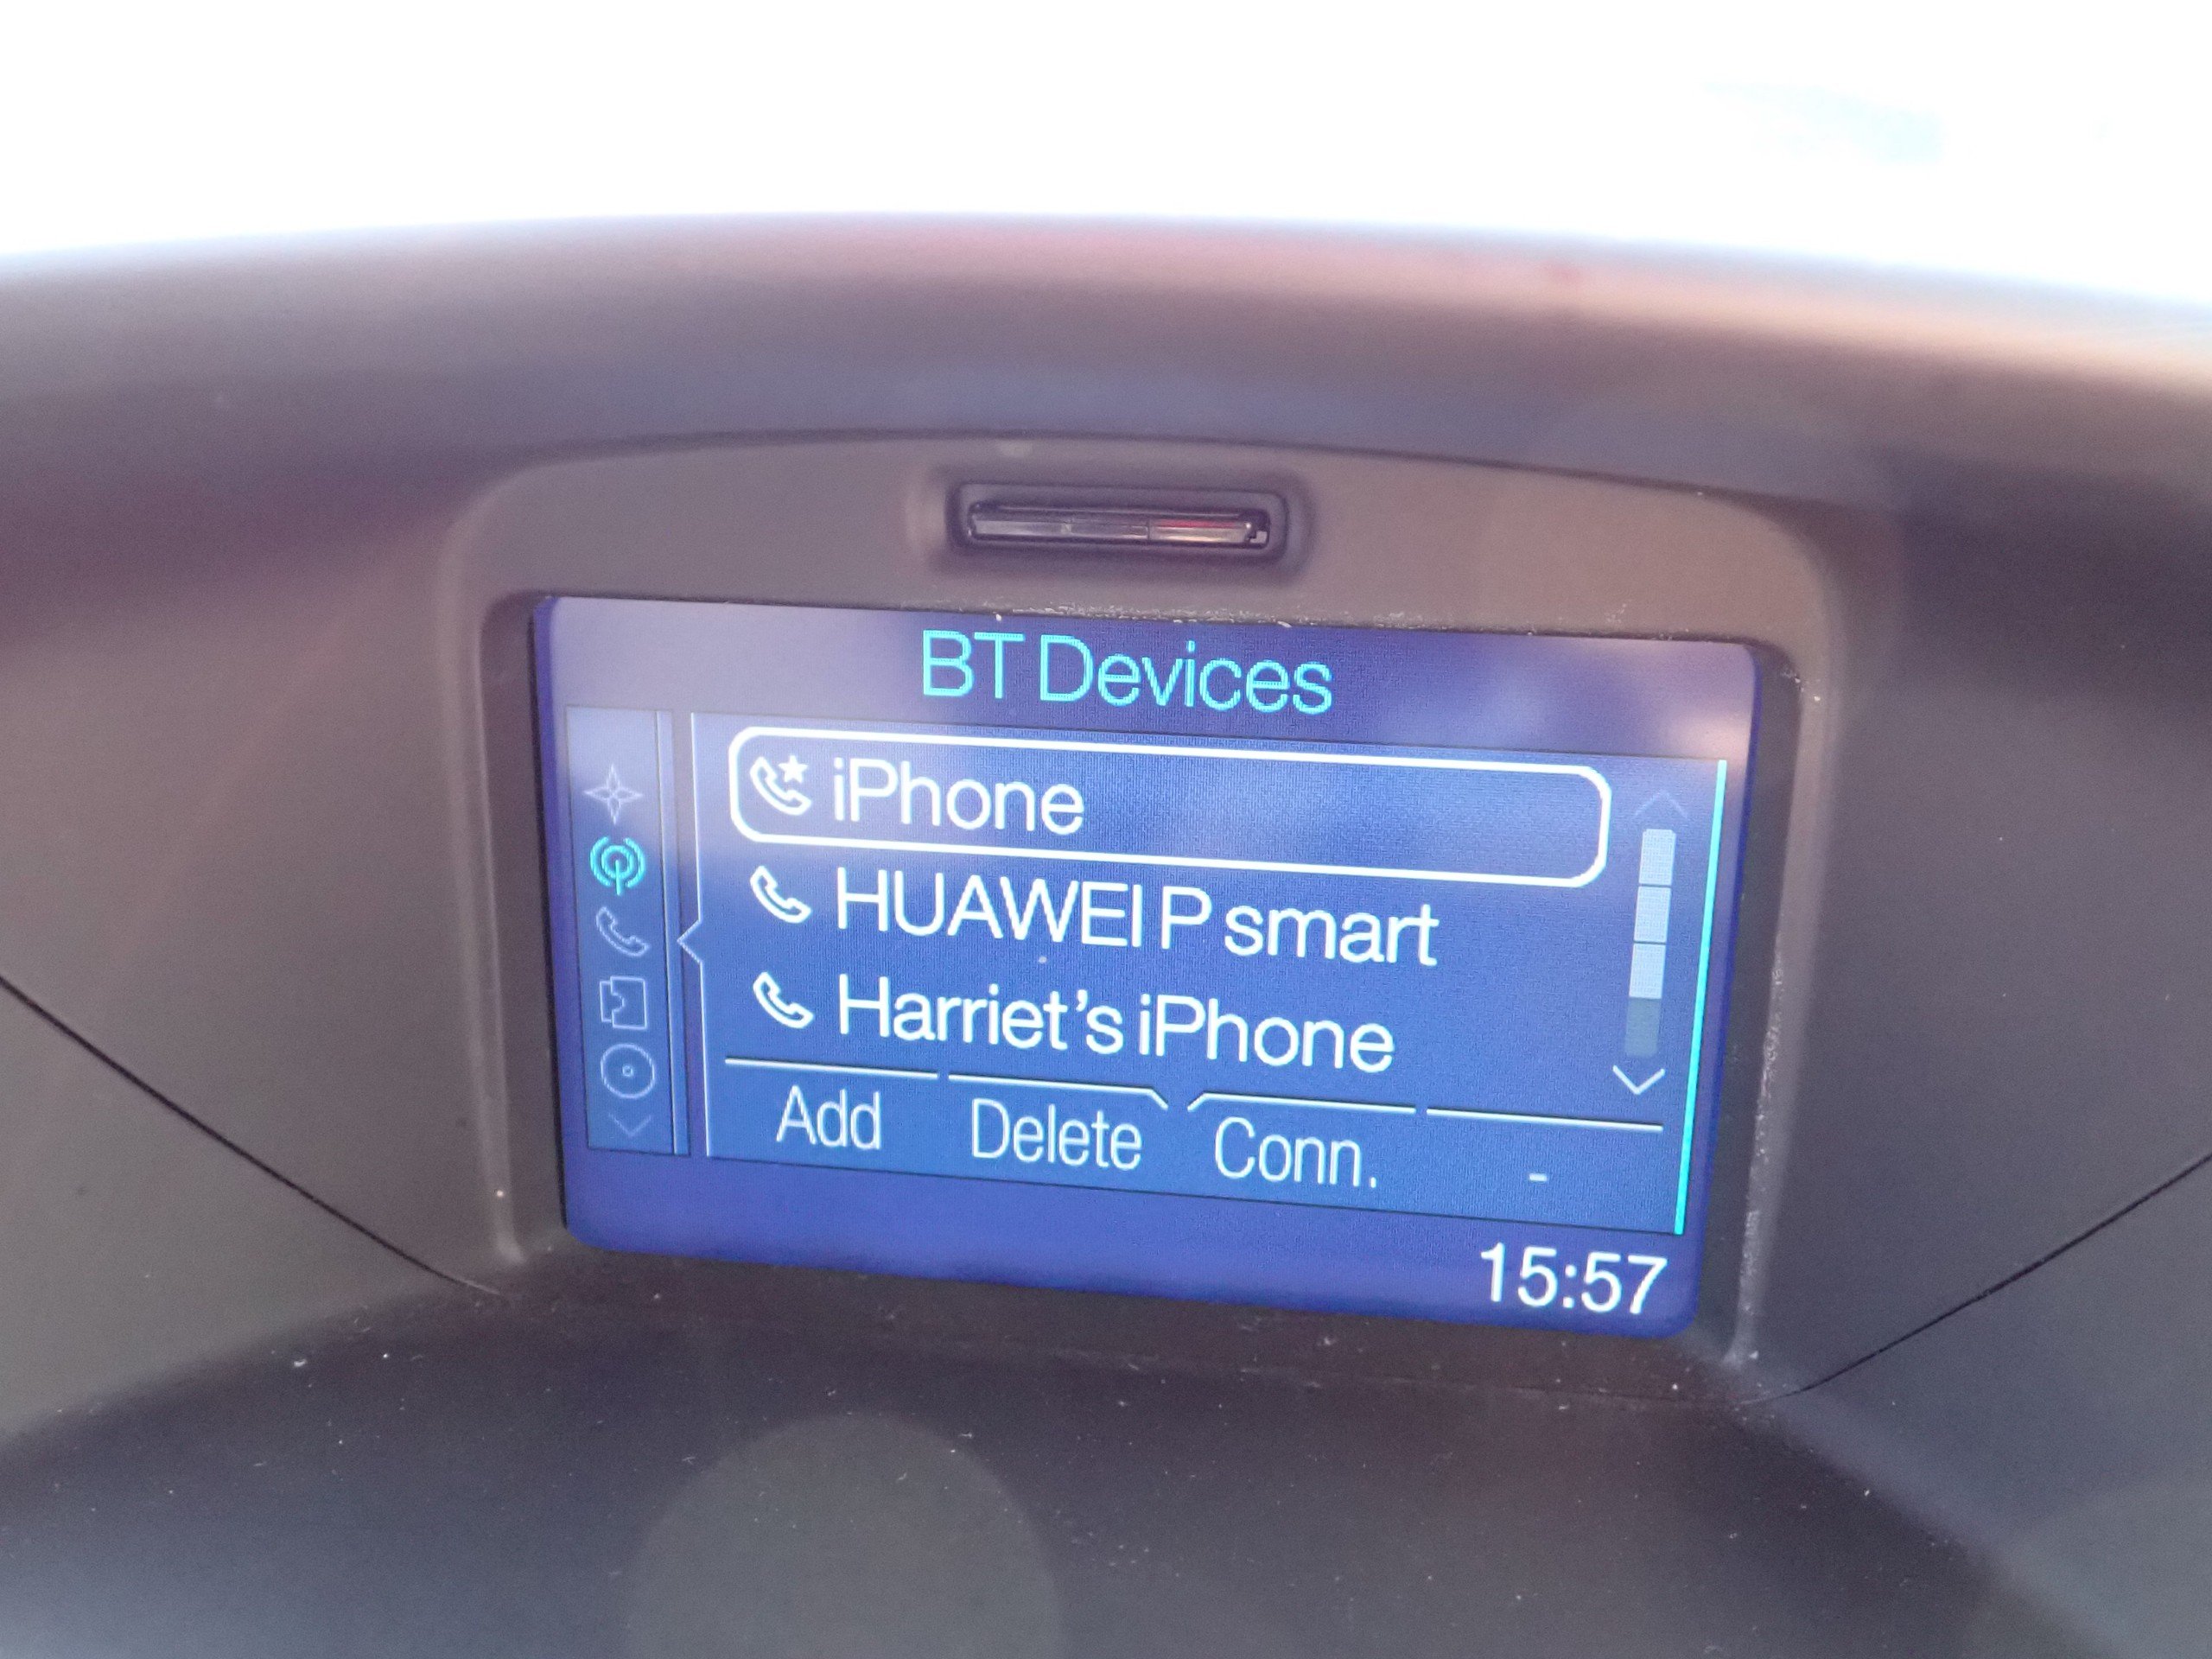 BT Devices
iPhone
HUAWEI P smart
Harriet's iPhone
Add Delete Conn. -
15:57